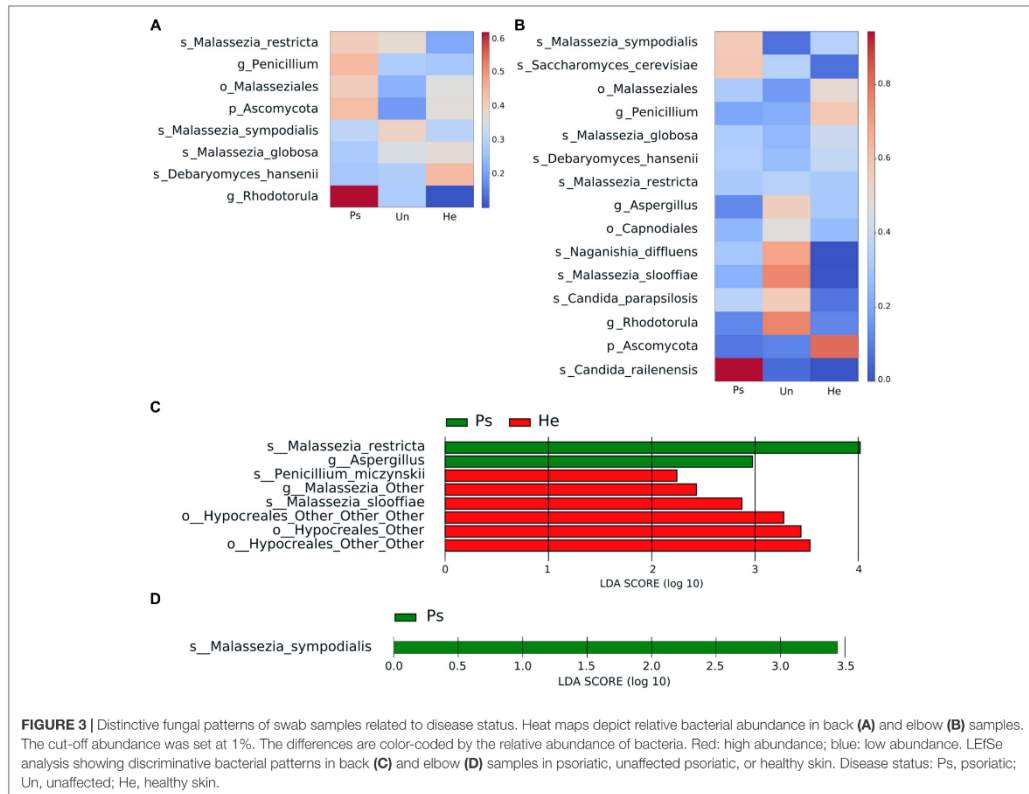 A
s_Malassezia_restricta
g_Penicillium
o_Malasseziales
p_Ascomycota
s_Malassezia_sympodialis
s_Malassezia_globosa
s_Debaryomyces_hansenii
g_Rhodotorula
Ps
Un
He
0.6
0.5
0.4
0.3
0.2
B
s_Malassezia_sympodialis
s_Saccharomyces_cerevisiae
o_Malasseziales
g_Penicillium
s_Malassezia_globosa
s_Debaryomyces_hansenii
s_Malassezia_restricta
g_Aspergillus
o_Capnodiales
s_Naganishia_diffluens
s_Malassezia_slooffiae
s_Candida_parapsilosis
g_Rhodotorula
p_Ascomycota
s_Candida_railenensis
Ps
Un
He
0.8
0.6
0.4
0.2
0.0
C
Ps
He
s__Malassezia_restricta
g__Aspergillus
s__Penicillium_miczynskii
g__Malassezia_Other
s__Malassezia_slooffiae
o__Hypocreales_Other_Other_Other
o__Hypocreales_Other
o__Hypocreales_Other_Other
0
1
2
3
4
LDA SCORE (log 10)
D
Ps
s__Malassezia_sympodialis
0.0
0.5
1.0
1.5
2.0
2.5
3.0
3.5
LDA SCORE (log 10)
FIGURE 3 | Distinctive fungal patterns of swab samples related to disease status. Heat maps depict relative bacterial abundance in back (A) and elbow (B) samples.
The cut-off abundance was set at 1%. The differences are color-coded by the relative abundance of bacteria. Red: high abundance; blue: low abundance. LEfSe
analysis showing discriminative bacterial patterns in back (C) and elbow (D) samples in psoriatic, unaffected psoriatic, or healthy skin. Disease status: Ps, psoriatic;
Un, unaffected; He, healthy skin.